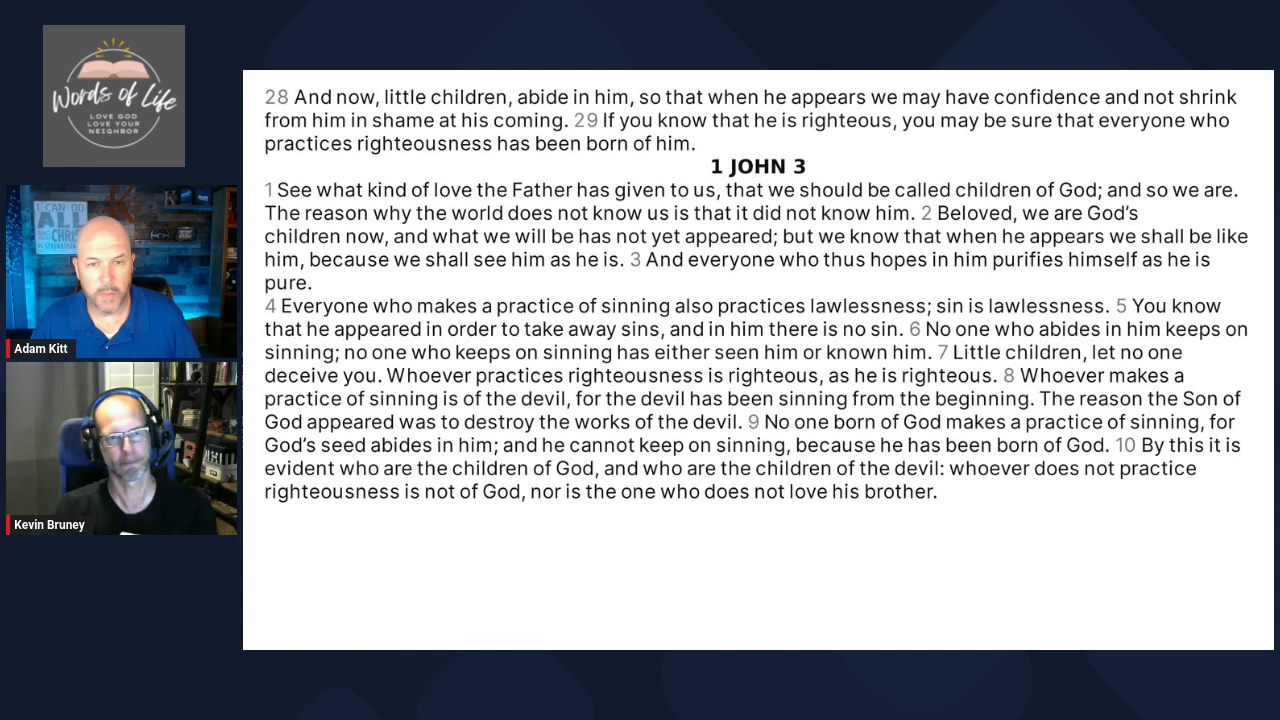 Words of Life
LOVE GOD
LOVE YOUR
NEIGHBOR
I CAN DO
ALL
Adam Kitt
Kevin Bruney
28 And now, little children, abide in him, so that when he appears we may have confidence and not shrink
from him in shame at his coming. 29 If you know that he is righteous, you may be sure that everyone who
practices righteousness has been born of him.
1 JOHN 3
1 See what kind of love the Father has given to us, that we should be called children of God; and so we are.
The reason why the world does not know us is that it did not know him. 2 Beloved, we are God’s
children now, and what we will be has not yet appeared; but we know that when he appears we shall be like
him, because we shall see him as he is. 3 And everyone who thus hopes in him purifies himself as he is
pure.
4 Everyone who makes a practice of sinning also practices lawlessness; sin is lawlessness. 5 You know
that he appeared in order to take away sins, and in him there is no sin. 6 No one who abides in him keeps on
sinning; no one who keeps on sinning has either seen him or known him. 7 Little children, let no one
deceive you. Whoever practices righteousness is righteous, as he is righteous. 8 Whoever makes a
practice of sinning is of the devil, for the devil has been sinning from the beginning. The reason the Son of
God appeared was to destroy the works of the devil. 9 No one born of God makes a practice of sinning, for
God’s seed abides in him; and he cannot keep on sinning, because he has been born of God. 10 By this it is
evident who are the children of God, and who are the children of the devil: whoever does not practice
righteousness is not of God, nor is the one who does not love his brother.